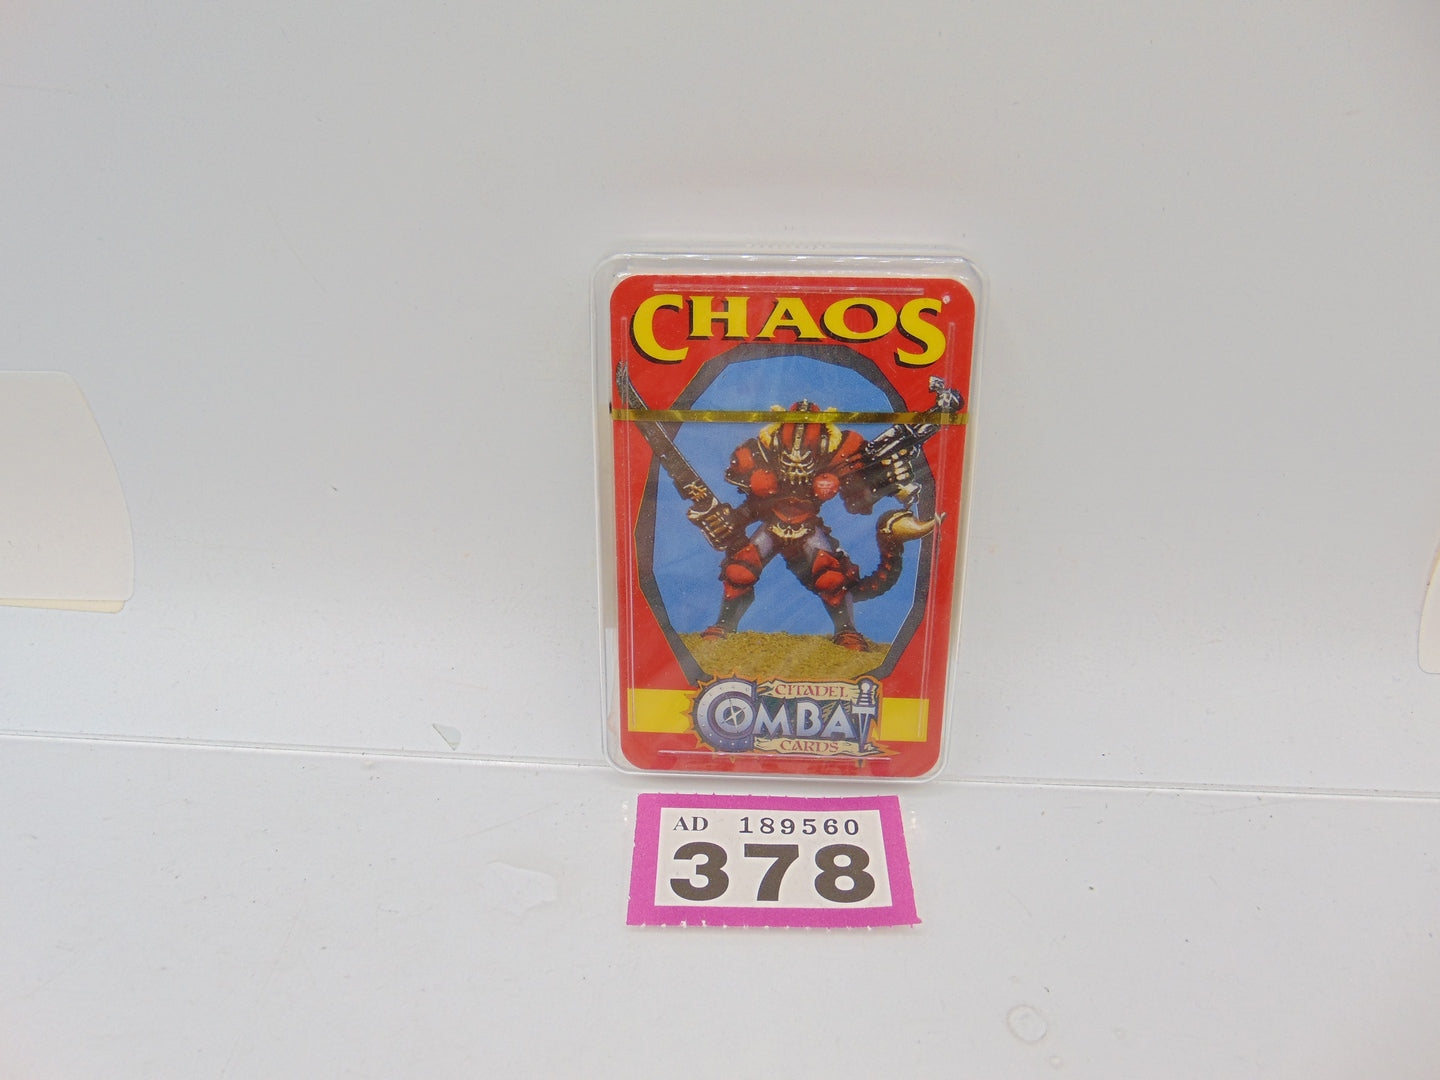 CHAOS
CITADEL
COMBAT
CARDS
AD 189560
378